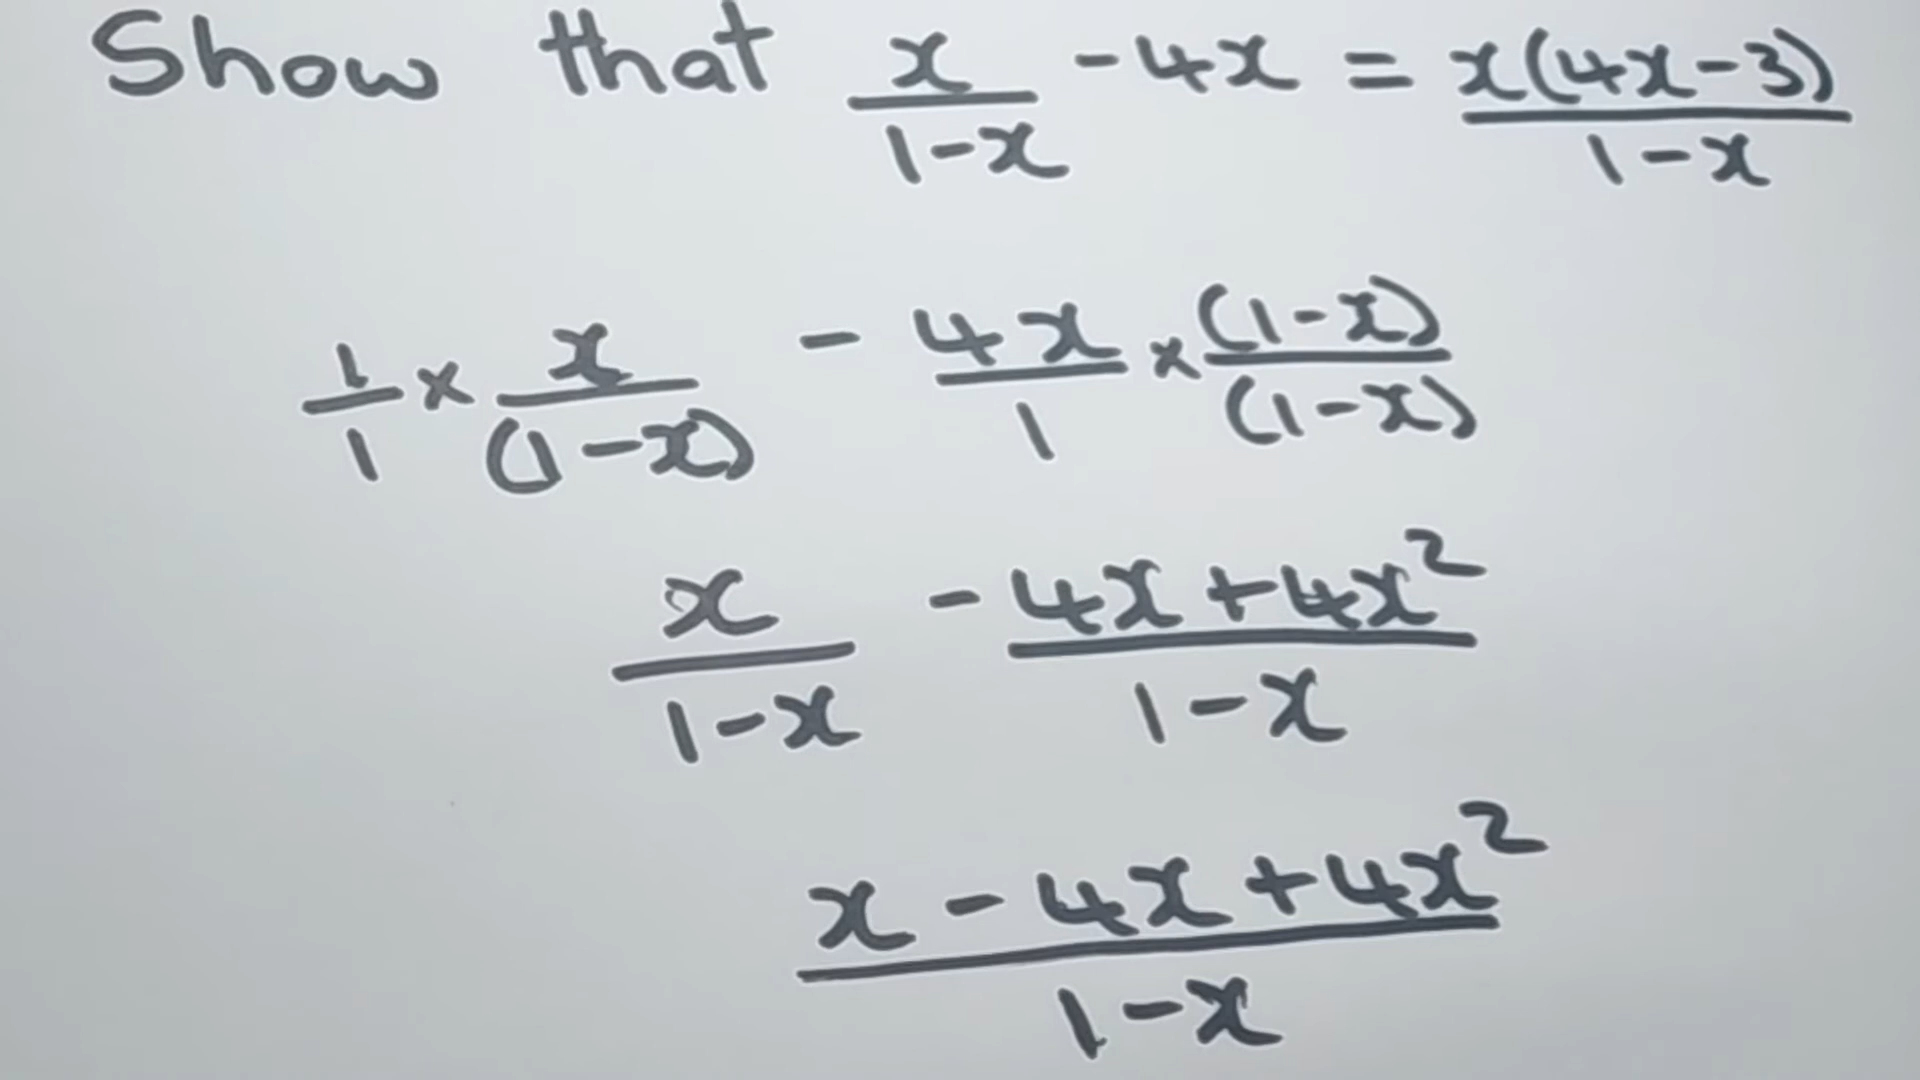 Show that x/(1-x) - 4x = x(4x-3)/(1-x)
1/1 × x/(1-x) - 4x/1 × (1-x)/(1-x)
x/(1-x) - 4x+4x²/(1-x)
x - 4x+4x²/(1-x)